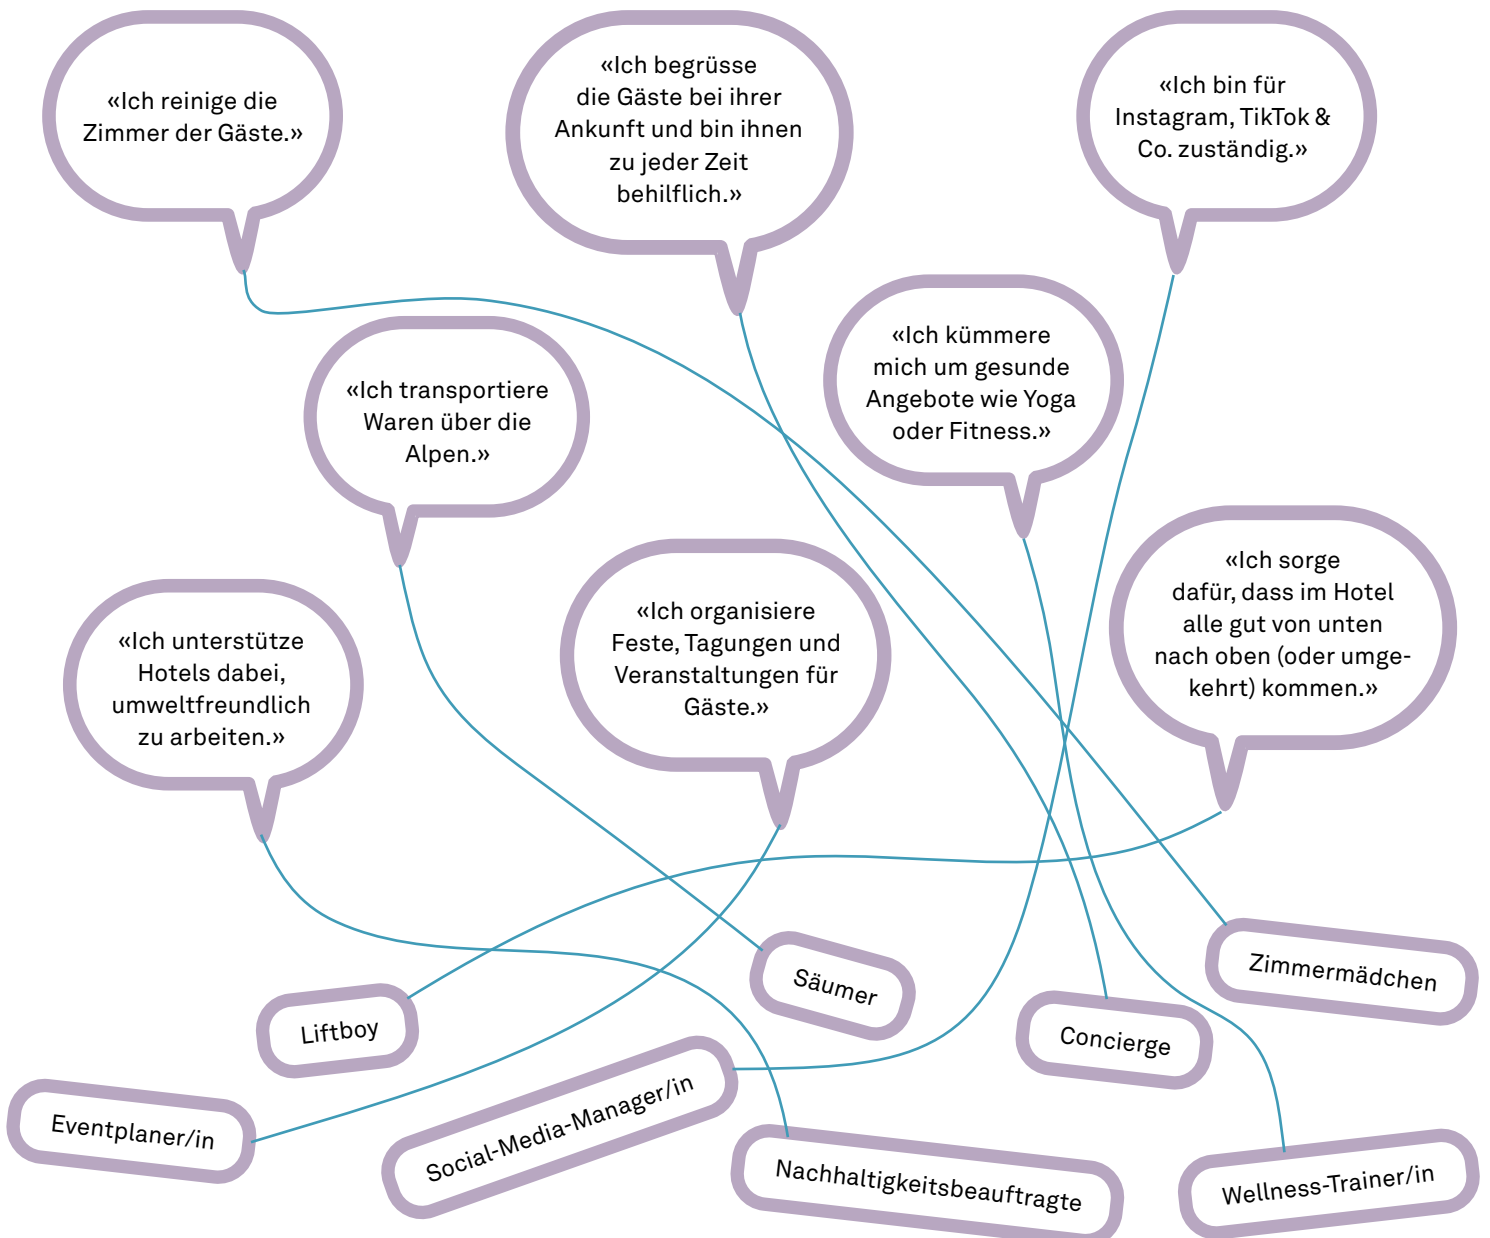 «Ich reinige die
Zimmer der Gäste.»
«Ich begrüsse
die Gäste bei ihrer
Ankunft und bin ihnen
zu jeder Zeit
behilflich.»
«Ich bin für
Instagram, TikTok &
Co. zuständig.»
«Ich transportiere
Waren über die
Alpen.»
«Ich kümmere
mich um gesunde
Angebote wie Yoga
oder Fitness.»
«Ich unterstütze
Hotels dabei,
umweltfreundlich
zu arbeiten.»
«Ich organisiere
Feste, Tagungen und
Veranstaltungen für
Gäste.»
«Ich sorge
dafür, dass im Hotel
alle gut von unten
nach oben (oder umge-
kehrt) kommen.»
Liftboy
Säumer
Concierge
Zimmermädchen
Eventplaner/in
Social-Media-Manager/in
Nachhaltigkeitsbeauftragte
Wellness-Trainer/in